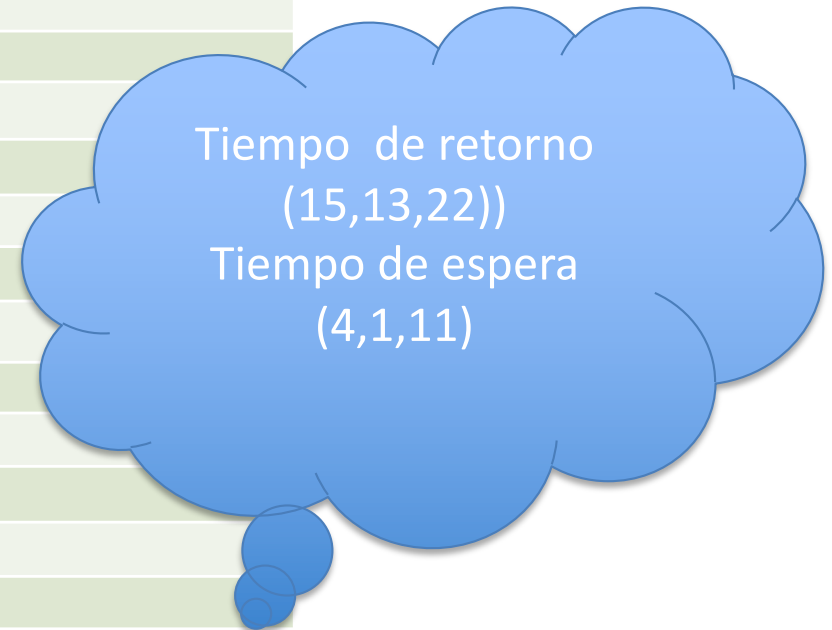 Tiempo de retorno
(15,13,22))
Tiempo de espera
(4,1,11)